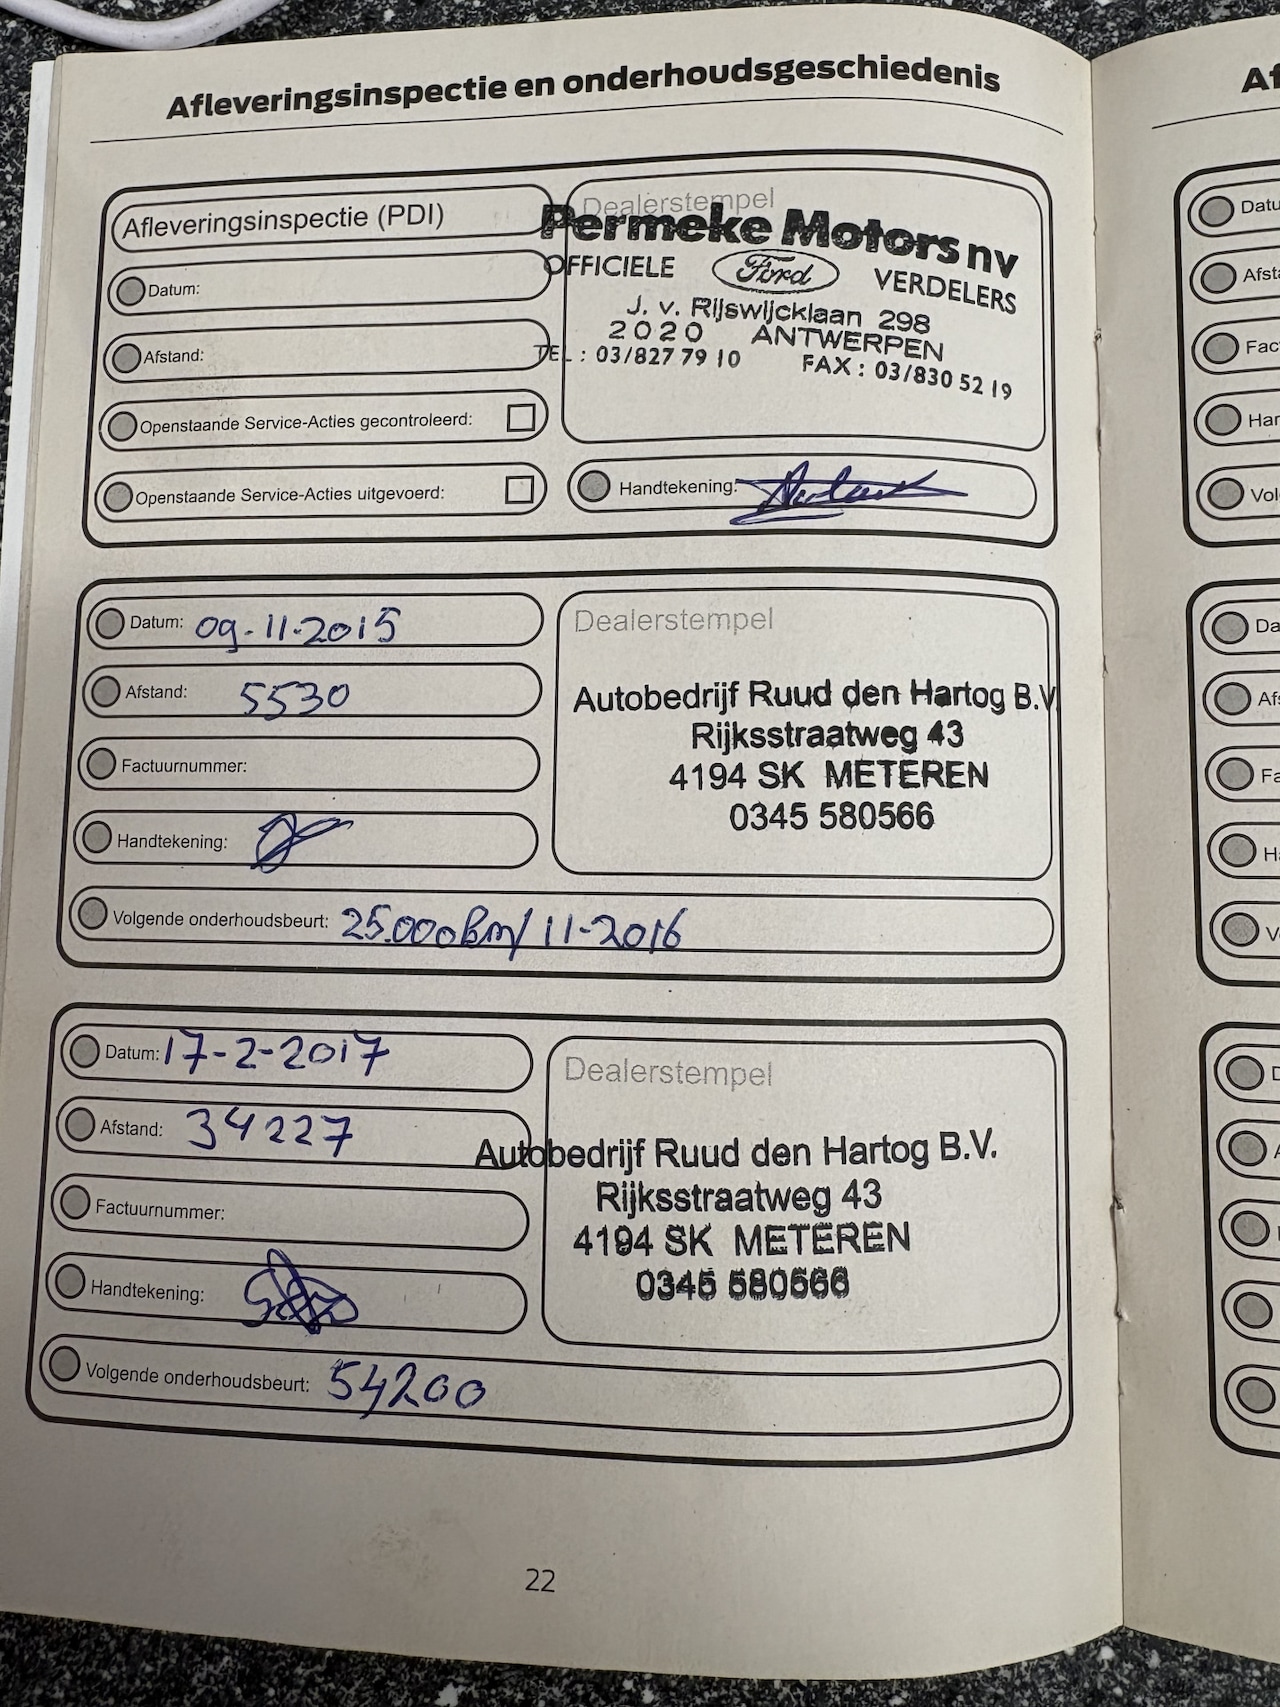 Afleveringsinspectie en onderhoudsgeschiedenis
Afleveringsinspectie (PDI)
Datum:
Afstand:
Openstaande Service-Acties gecontroleerd:
Openstaande Service-Acties uitgevoerd:
Dealerstempel
Permeke Motors nv
OFFICIELE Ford VERDELERS
J. v. Rijswijcklaan 298
2020 ANTWERPEN
TEL : 03/827 79 10 FAX : 03/830 52 19
Handtekening:
Datum: 09-11-2015
Afstand: 5530
Factuurnummer:
Handtekening:
Dealerstempel
Autobedrijf Ruud den Hartog B.V.
Rijksstraatweg 43
4194 SK METEREN
0345 580566
Volgende onderhoudsbeurt: 25.000km/ 11-2016
Datum: 17-2-2017
Afstand: 34227
Factuurnummer:
Handtekening:
Dealerstempel
Autobedrijf Ruud den Hartog B.V.
Rijksstraatweg 43
4194 SK METEREN
0345 580566
Volgende onderhoudsbeurt: 54200
22